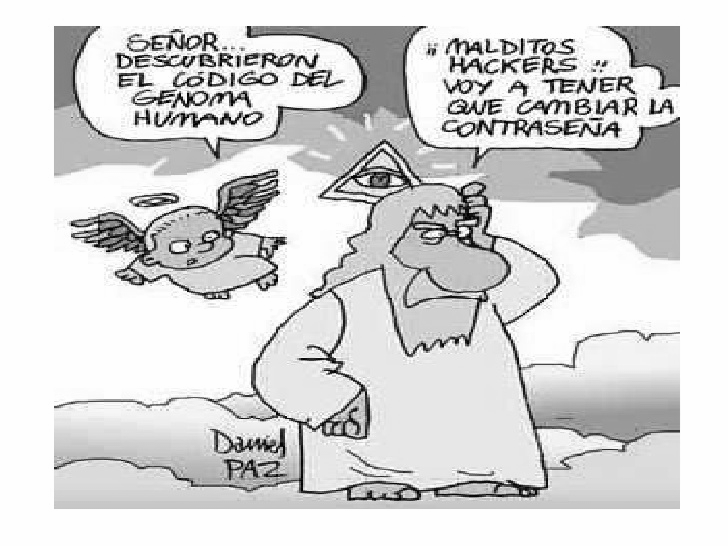 SEÑOR...
DESCUBRIERON
EL CÓDIGO DEL
GENOMA
HUMANO
¡¡ MALDITOS
HACKERS !!
VOY A TENER
QUE CAMBIAR LA
CONTRASEÑA
Daniel
PAZ